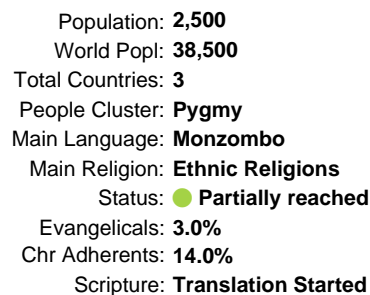 Population: 2,500
World Popl: 38,500
Total Countries: 3
People Cluster: Pygmy
Main Language: Monzombo
Main Religion: Ethnic Religions
Status: Partially reached
Evangelicals: 3.0%
Chr Adherents: 14.0%
Scripture: Translation Started